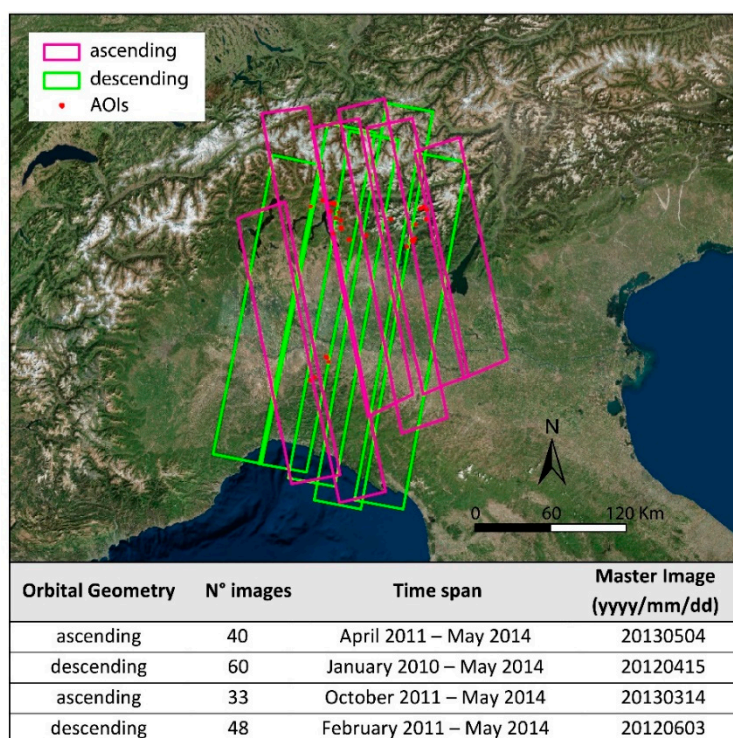 ascending
descending
AOIs
N
0 60 120 Km
Orbital Geometry N° images Time span Master Image (yyyy/mm/dd)
ascending 40 April 2011 – May 2014 20130504
descending 60 January 2010 – May 2014 20120415
ascending 33 October 2011 – May 2014 20130314
descending 48 February 2011 – May 2014 20120603